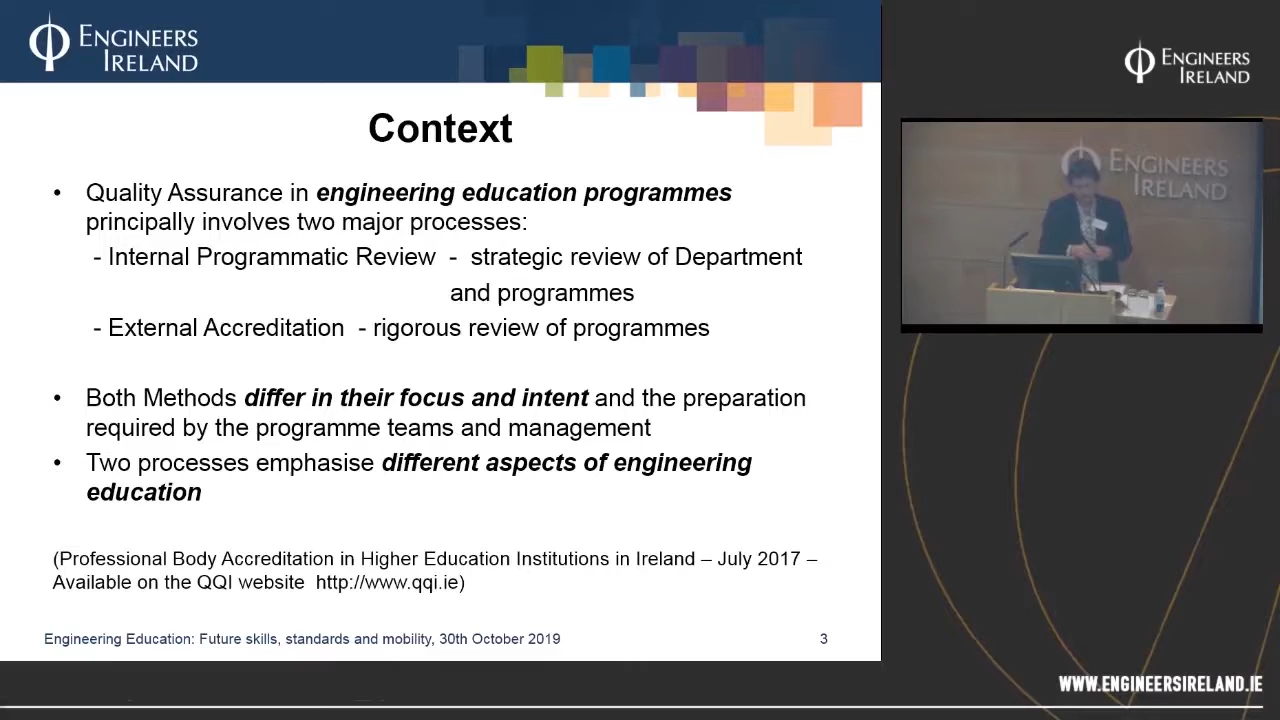 ENGINEERS
IRELAND
Context
• Quality Assurance in engineering education programmes
principally involves two major processes:
- Internal Programmatic Review - strategic review of Department
and programmes
- External Accreditation - rigorous review of programmes
• Both Methods differ in their focus and intent and the preparation
required by the programme teams and management
• Two processes emphasise different aspects of engineering
education
(Professional Body Accreditation in Higher Education Institutions in Ireland – July 2017 –
Available on the QQI website http://www.qqi.ie)
Engineering Education: Future skills, standards and mobility, 30th October 2019
3
ENGINEERS
IRELAND
ENGINEERS
IRELAND
WWW.ENGINEERSIRELAND.IE